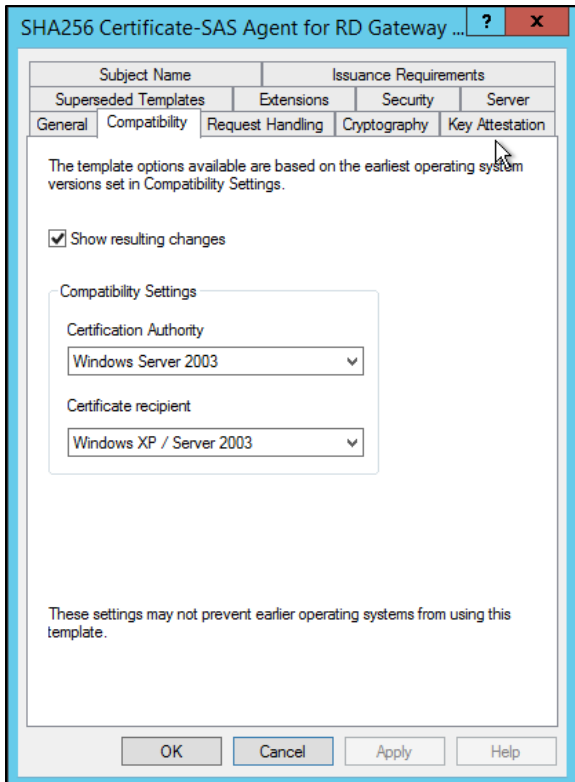 SHA256 Certificate-SAS Agent for RD Gateway ...
?
x
Subject Name
Issuance Requirements
Superseded Templates
Extensions
Security
Server
General
Compatibility
Request Handling
Cryptography
Key Attestation
The template options available are based on the earliest operating system
versions set in Compatibility Settings.
Show resulting changes
Compatibility Settings
Certification Authority
Windows Server 2003
Certificate recipient
Windows XP / Server 2003
These settings may not prevent earlier operating systems from using this
template.
OK
Cancel
Apply
Help